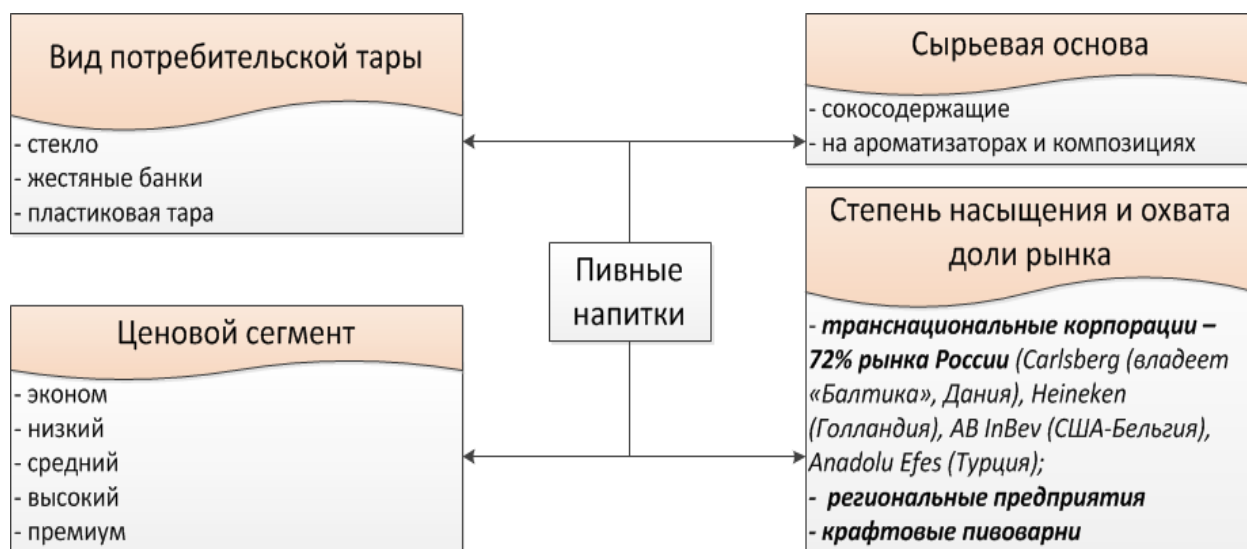 Вид потребительской тары
- стекло
- жестяные банки
- пластиковая тара
Сырьевая основа
- сокосодержащие
- на ароматизаторах и композициях
Пивные
напитки
Ценовой сегмент
- эконом
- низкий
- средний
- высокий
- премиум
Степень насыщения и охвата
доли рынка
- транснациональные корпорации –
72% рынка России (Carlsberg (владеет
«Балтика», Дания), Heineken
(Голландия), AB InBev (США-Бельгия),
Anadolu Efes (Турция);
- региональные предприятия
- крафтовые пивоварни